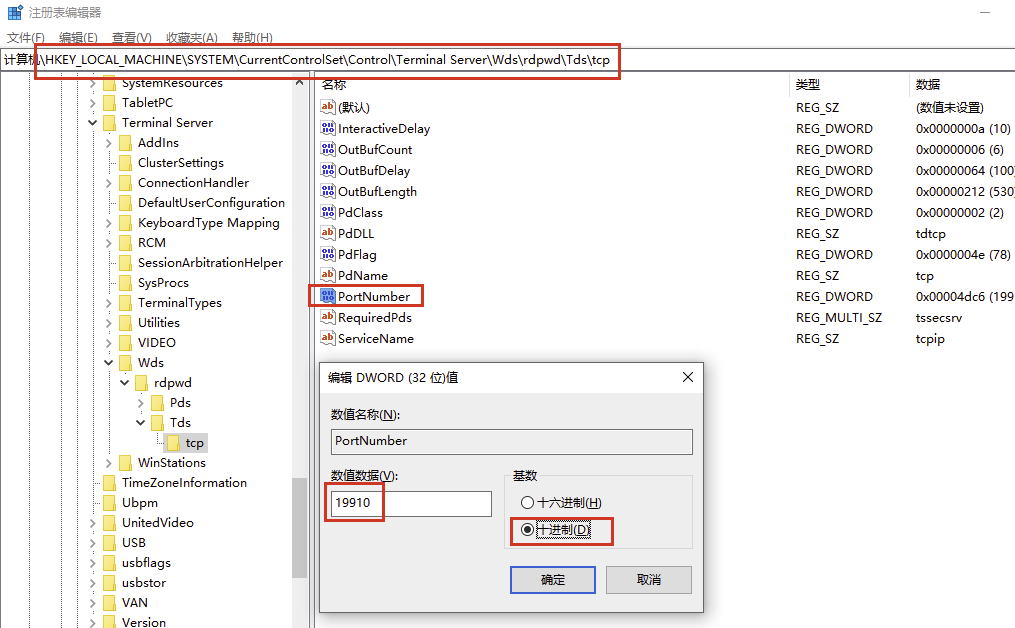 注册表编辑器
文件(F) 编辑(E) 查看(V) 收藏夹(A) 帮助(H)
计算机\HKEY_LOCAL_MACHINE\SYSTEM\CurrentControlSet\Control\Terminal Server\Wds\rdpwd\Tds\tcp
SystemResources
TabletPC
Terminal Server
AddIns
ClusterSettings
ConnectionHandler
DefaultUserConfiguration
KeyboardType Mapping
RCM
SessionArbitrationHelper
SysProcs
TerminalTypes
Utilities
VIDEO
Wds
rdpwd
Pds
Tds
tcp
WinStations
TimeZoneInformation
Ubpm
UnitedVideo
USB
usbflags
usbstor
VAN
Version
名称 类型 数据
(默认) REG_SZ (数值未设置)
InteractiveDelay REG_DWORD 0x0000000a (10)
OutBufCount REG_DWORD 0x00000006 (6)
OutBufDelay REG_DWORD 0x00000064 (100)
OutBufLength REG_DWORD 0x00000212 (530)
PdClass REG_DWORD 0x00000002 (2)
PdDLL REG_SZ tdtcp
PdFlag REG_DWORD 0x0000004e (78)
PdName REG_SZ tcp
PortNumber REG_DWORD 0x00004dc6 (199
RequiredPds REG_MULTI_SZ tssecsrv
ServiceName REG_SZ tcpip
编辑 DWORD (32 位)值
数值名称(N):
PortNumber
数值数据(V):
19910
基数
十六进制(H)
十进制(D)
确定 取消